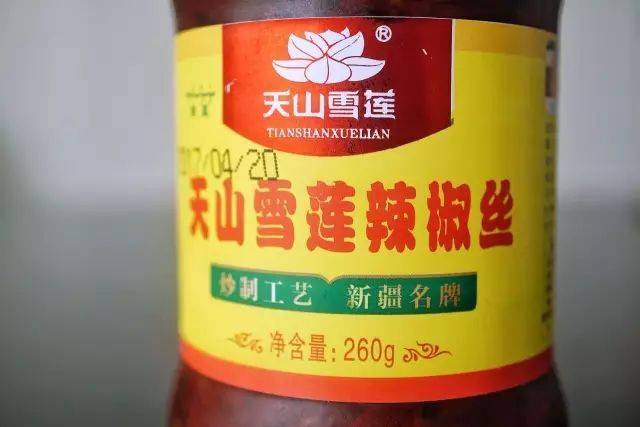 ®
天山雪莲
TIANSHANXUELIAN
2017/04/20
天山雪莲辣椒丝
炒制工艺 新疆名牌
净含量: 260g